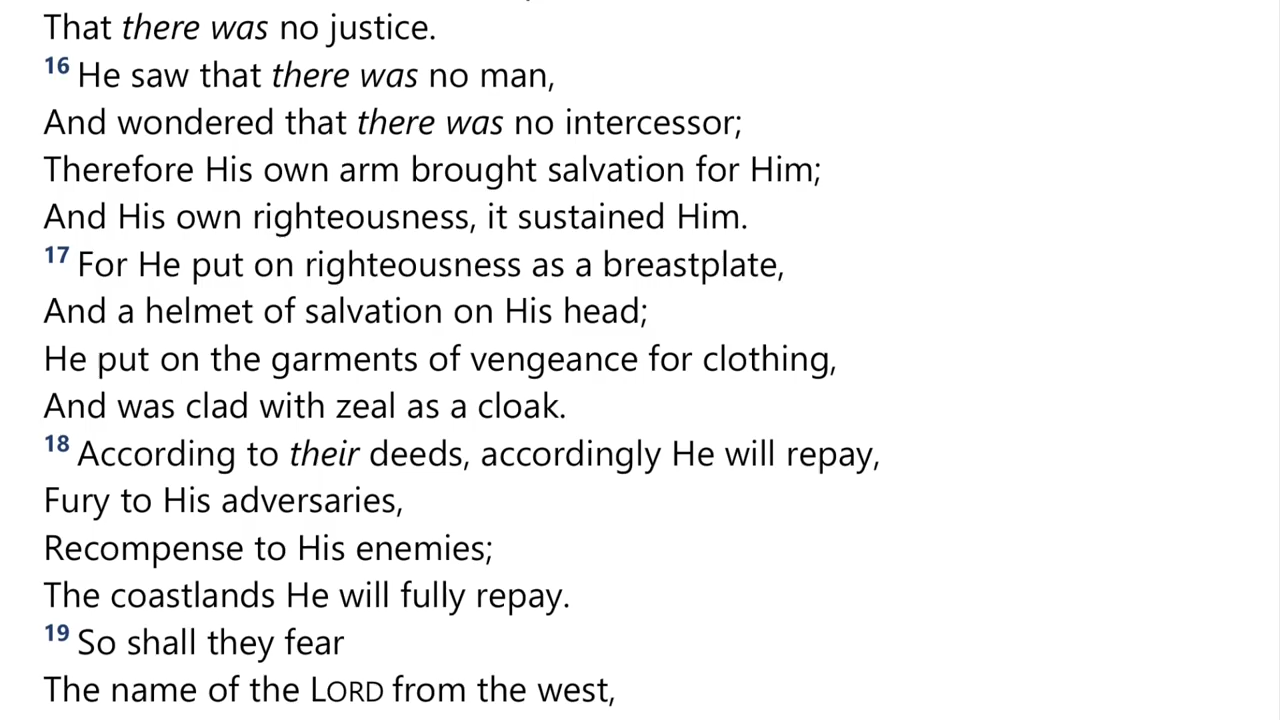 That there was no justice.
16 He saw that there was no man,
And wondered that there was no intercessor;
Therefore His own arm brought salvation for Him;
And His own righteousness, it sustained Him.
17 For He put on righteousness as a breastplate,
And a helmet of salvation on His head;
He put on the garments of vengeance for clothing,
And was clad with zeal as a cloak.
18 According to their deeds, accordingly He will repay,
Fury to His adversaries,
Recompense to His enemies;
The coastlands He will fully repay.
19 So shall they fear
The name of the LORD from the west,